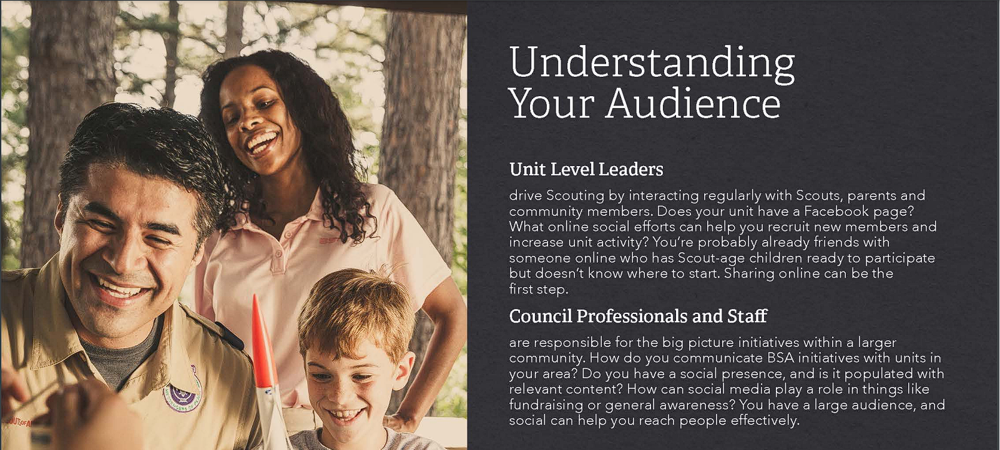 Understanding
Your Audience
Unit Level Leaders
drive Scouting by interacting regularly with Scouts, parents and
community members. Does your unit have a Facebook page?
What online social efforts can help you recruit new members and
increase unit activity? You’re probably already friends with
someone online who has Scout-age children ready to participate
but doesn’t know where to start. Sharing online can be the
first step.
Council Professionals and Staff
are responsible for the big picture initiatives within a larger
community. How do you communicate BSA initiatives with units in
your area? Do you have a social presence, and is it populated with
relevant content? How can social media play a role in things like
fundraising or general awareness? You have a large audience, and
social can help you reach people effectively.